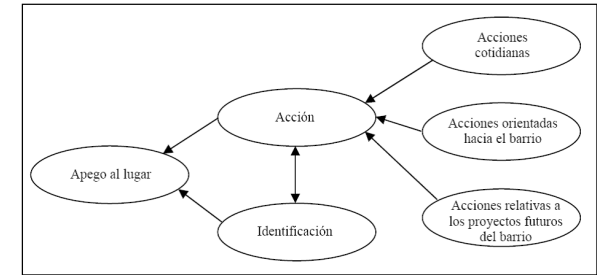 Acciones
cotidianas
Acción
Acciones orientadas
hacia el barrio
Apego al lugar
Identificación
Acciones relativas a
los proyectos futuros
del barrio